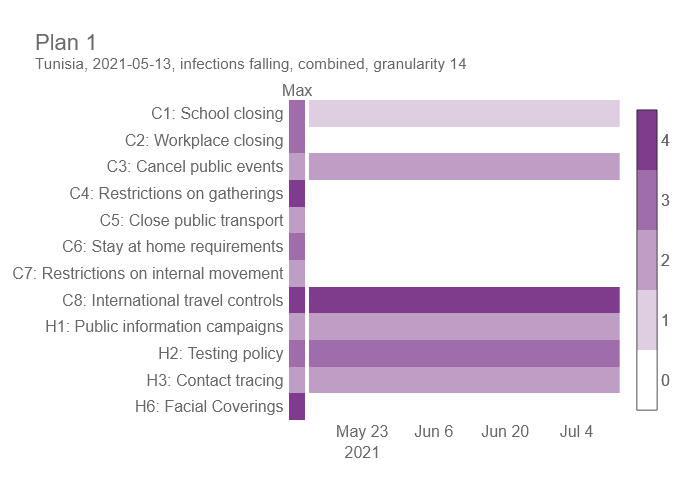 Plan 1
Tunisia, 2021-05-13, infections falling, combined, granularity 14
Max
C1: School closing
C2: Workplace closing
C3: Cancel public events
C4: Restrictions on gatherings
C5: Close public transport
C6: Stay at home requirements
C7: Restrictions on internal movement
C8: International travel controls
H1: Public information campaigns
H2: Testing policy
H3: Contact tracing
H6: Facial Coverings
May 23 Jun 6 Jun 20 Jul 4
2021
4
3
2
1
0